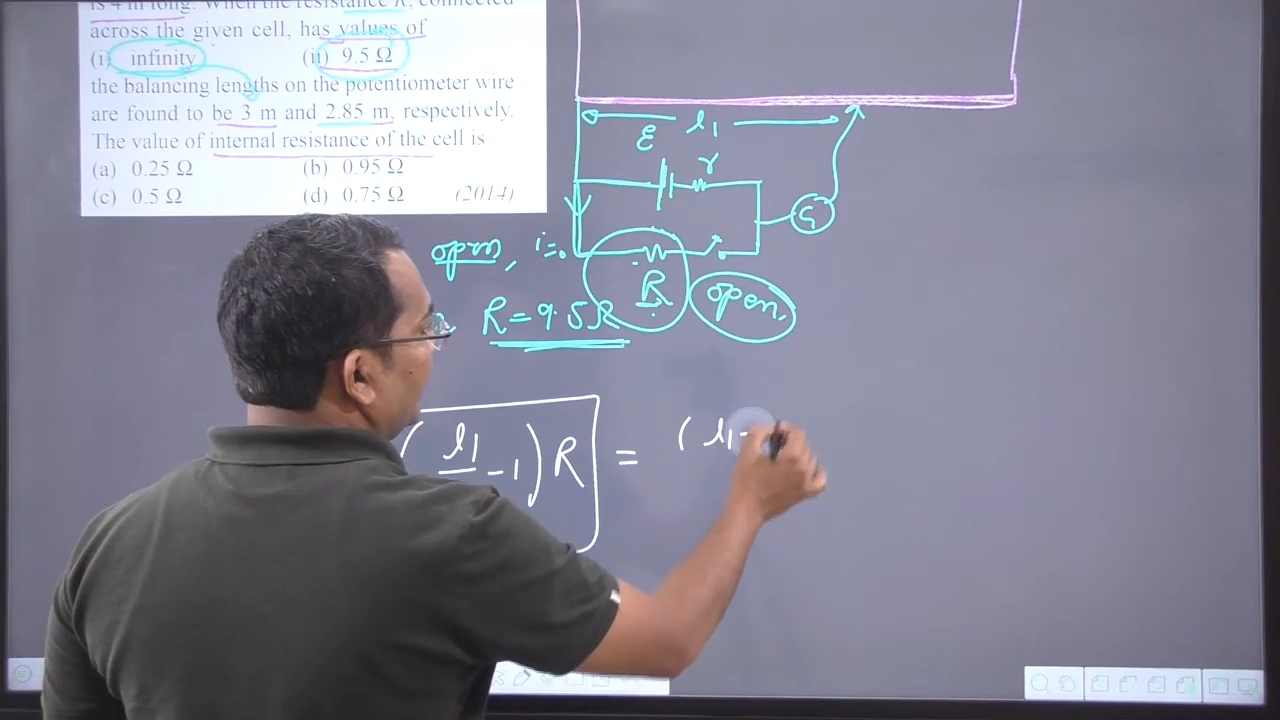 is 4 m long. When the resistance R, connected
across the given cell, has values of
(i) infinity (ii) 9.5 Ω
the balancing lengths on the potentiometer wire
are found to be 3 m and 2.85 m, respectively.
The value of internal resistance of the cell is
(a) 0.25 Ω (b) 0.95 Ω
(c) 0.5 Ω (d) 0.75 Ω (2014)
l1
ε r
G
open, i=0
R open.
R = 9.5Ω
( l1 - 1 ) R = ( l1 -